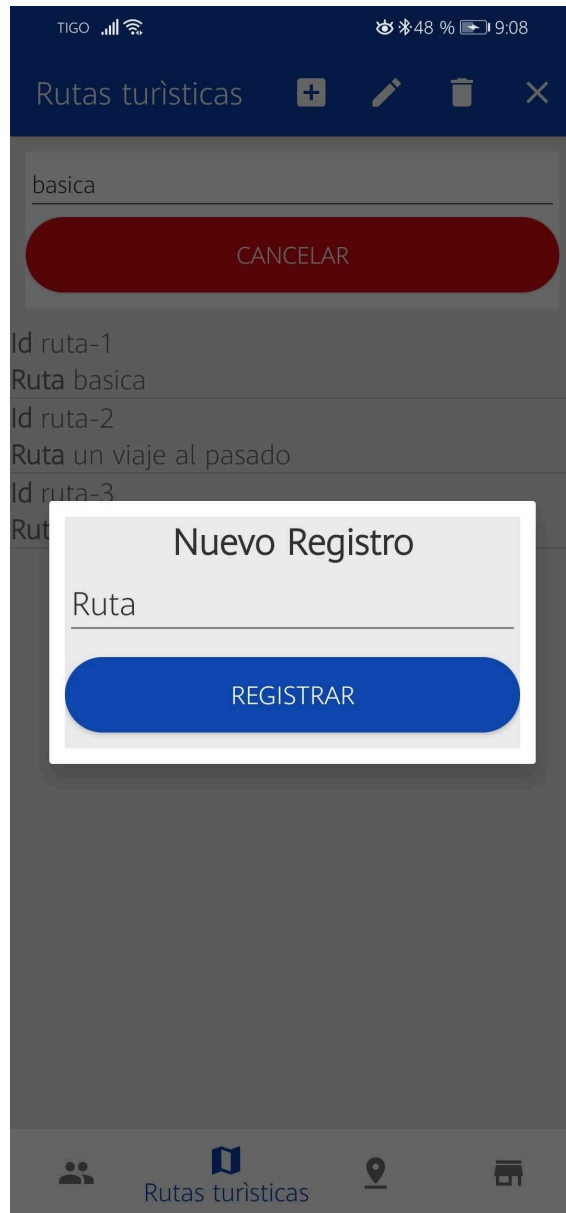 TIGO 48 % 9:08
Rutas turìsticas
basica
CANCELAR
Id ruta-1
Ruta basica
Id ruta-2
Ruta un viaje al pasado
Id ruta-3
Rut
Nuevo Registro
Ruta
REGISTRAR
Rutas turìsticas